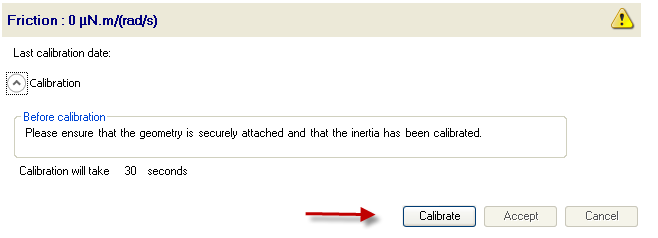 Friction : 0 µN.m/(rad/s)
Last calibration date:
Calibration
Before calibration
Please ensure that the geometry is securely attached and that the inertia has been calibrated.
Calibration will take 30 seconds
Calibrate Accept Cancel